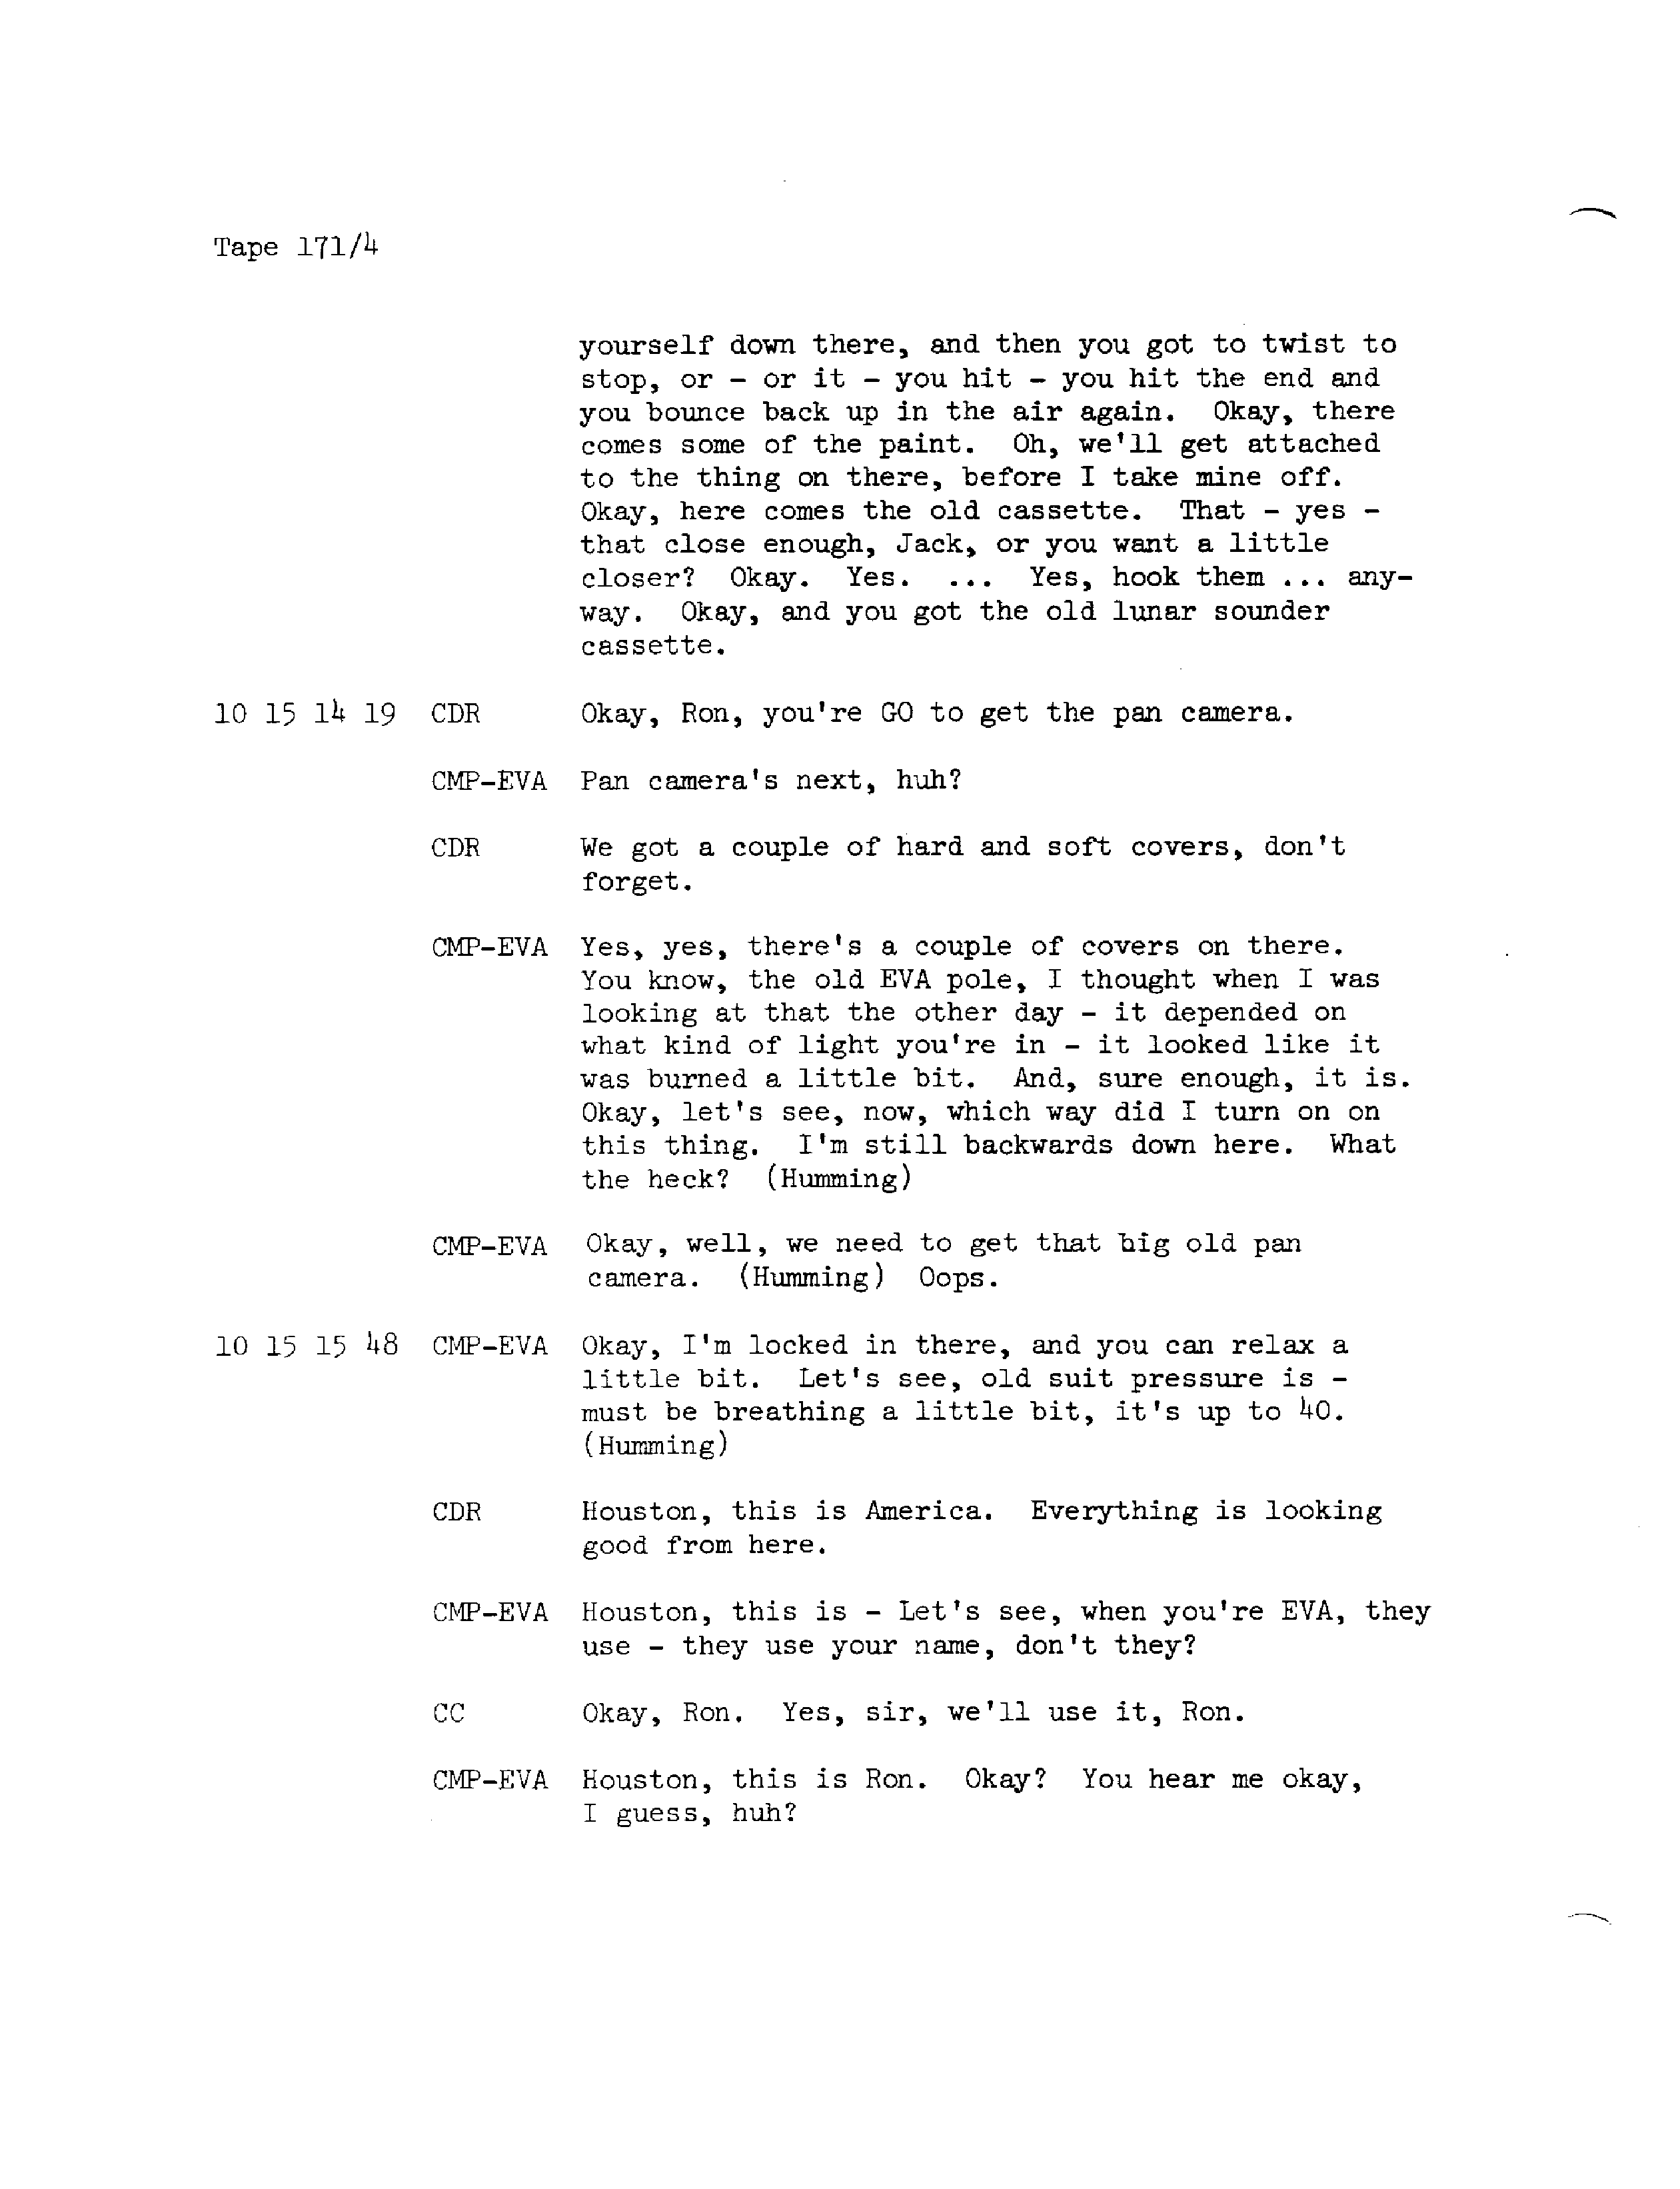 Tape 171/4
yourself down there, and then you got to twist to
stop, or - or it - you hit - you hit the end and
you bounce back up in the air again. Okay, there
comes some of the paint. Oh, we'll get attached
to the thing on there, before I take mine off.
Okay, here comes the old cassette. That - yes -
that close enough, Jack, or you want a little
closer? Okay. Yes. ... Yes, hook them ... any-
way. Okay, and you got the old lunar sounder
cassette.
10 15 14 19 CDR Okay, Ron, you're GO to get the pan camera.
CMP-EVA Pan camera's next, huh?
CDR We got a couple of hard and soft covers, don't
forget.
CMP-EVA Yes, yes, there's a couple of covers on there.
You know, the old EVA pole, I thought when I was
looking at that the other day - it depended on
what kind of light you're in - it looked like it
was burned a little bit. And, sure enough, it is.
Okay, let's see, now, which way did I turn on on
this thing. I'm still backwards down here. What
the heck? (Humming)
CMP-EVA Okay, well, we need to get that big old pan
camera. (Humming) Oops.
10 15 15 48 CMP-EVA Okay, I'm locked in there, and you can relax a
little bit. Let's see, old suit pressure is -
must be breathing a little bit, it's up to 40.
(Humming)
CDR Houston, this is America. Everything is looking
good from here.
CMP-EVA Houston, this is - Let's see, when you're EVA, they
use - they use your name, don't they?
CC Okay, Ron. Yes, sir, we'll use it, Ron.
CMP-EVA Houston, this is Ron. Okay? You hear me okay,
I guess, huh?